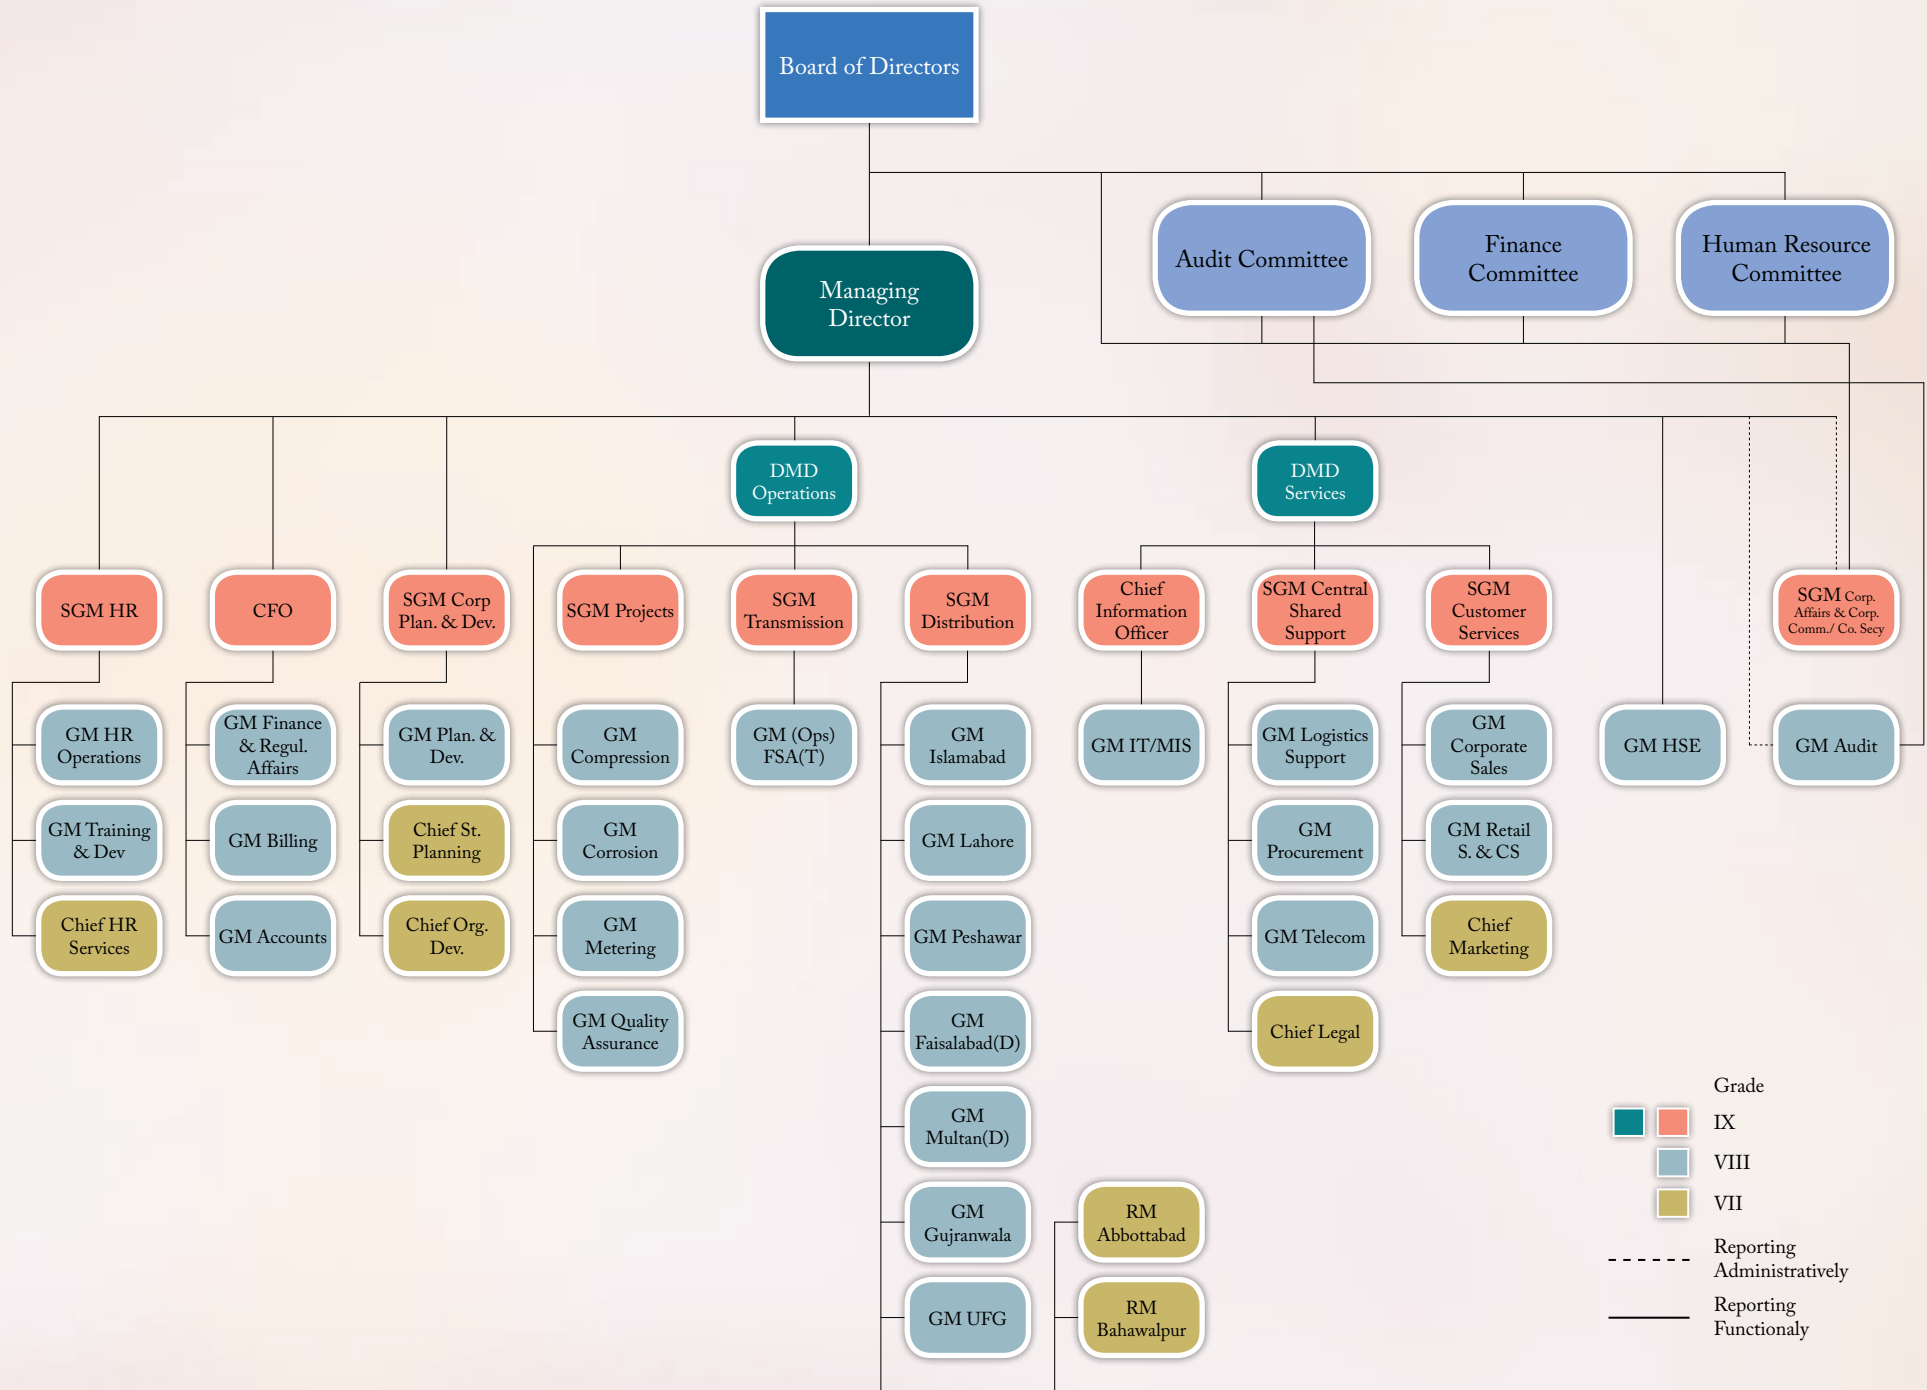 Board of Directors
Managing
Director
Audit Committee
Finance
Committee
Human Resource
Committee
DMD
Operations
DMD
Services
SGM HR
CFO
SGM Corp
Plan. & Dev.
SGM Projects
SGM
Transmission
SGM
Distribution
Chief
Information
Officer
SGM Central
Shared
Support
SGM
Customer
Services
SGM Corp.
Affairs & Corp.
Comm./ Co. Secy
GM HR
Operations
GM Finance
& Regul.
Affairs
GM Plan. &
Dev.
GM
Compression
GM (Ops)
FSA(T)
GM
Islamabad
GM IT/MIS
GM Logistics
Support
GM
Corporate
Sales
GM HSE
GM Audit
GM Training
& Dev
GM Billing
Chief St.
Planning
GM
Corrosion
GM Lahore
GM
Procurement
GM Retail
S. & CS
Chief HR
Services
GM Accounts
Chief Org.
Dev.
GM
Metering
GM Peshawar
GM Telecom
Chief
Marketing
GM Quality
Assurance
GM
Faisalabad(D)
Chief Legal
GM
Multan(D)
GM
Gujranwala
RM
Abbottabad
GM UFG
RM
Bahawalpur
Grade
IX
VIII
VII
Reporting
Administratively
Reporting
Functionaly